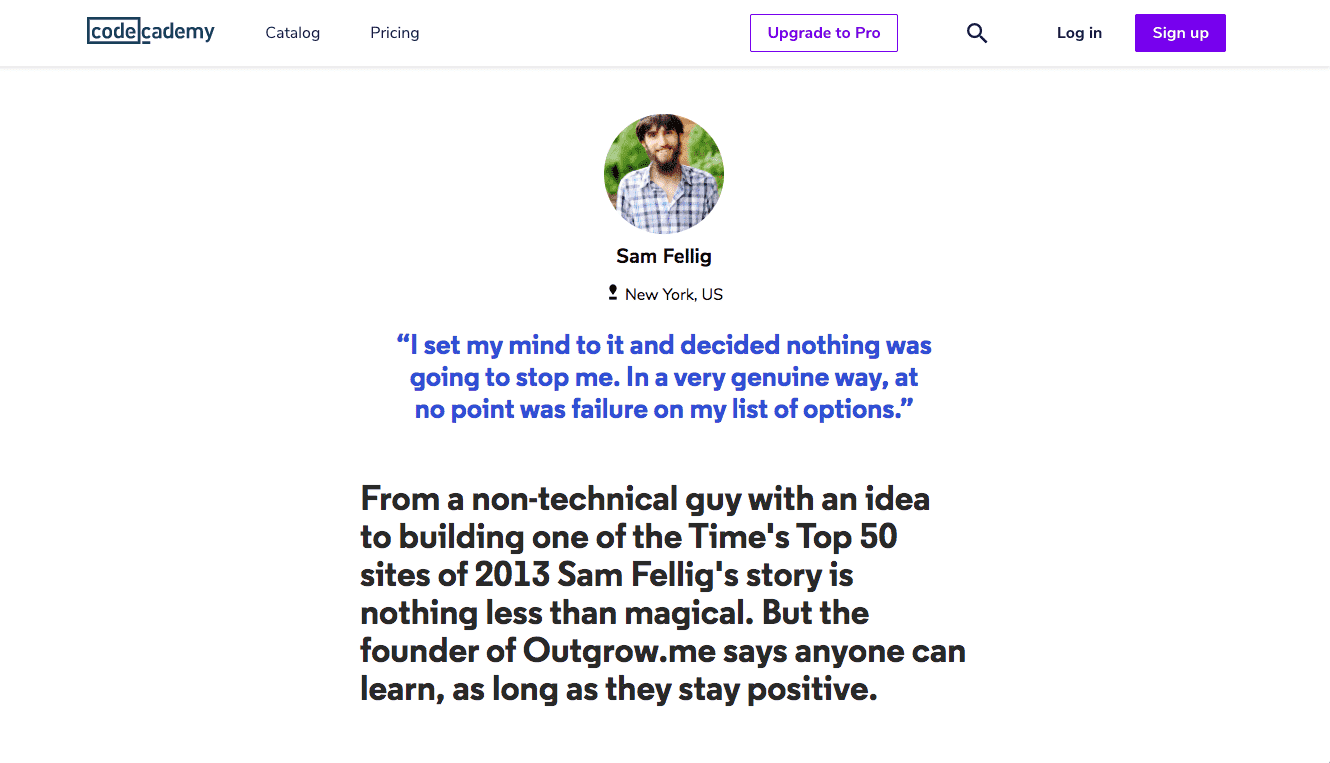 codecademy Catalog Pricing Upgrade to Pro Log in Sign up
Sam Fellig
New York, US
“I set my mind to it and decided nothing was
going to stop me. In a very genuine way, at
no point was failure on my list of options.”
From a non-technical guy with an idea
to building one of the Time's Top 50
sites of 2013 Sam Fellig's story is
nothing less than magical. But the
founder of Outgrow.me says anyone can
learn, as long as they stay positive.